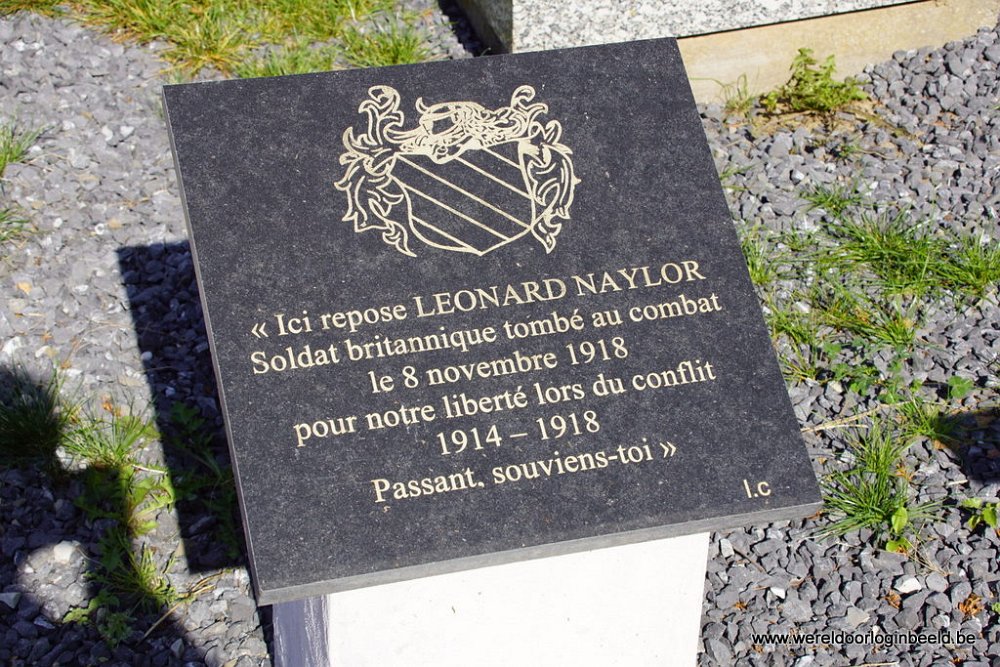 « Ici repose LEONARD NAYLOR
Soldat britannique tombé au combat
le 8 novembre 1918
pour notre liberté lors du conflit
1914 – 1918
Passant, souviens-toi »
l.c
www.wereldoorloginbeeld.be